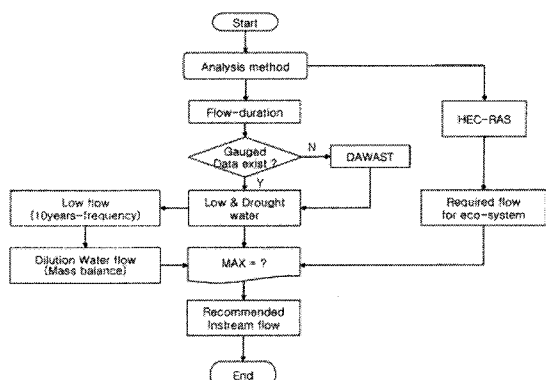 Start
Analysis method
Flow-duration
HEC-RAS
Gauged
Data exist ?
N
DAWAST
Y
Low flow
(10years-frequency)
Low & Drought
water
Required flow
for eco-system
Dilution Water flow
(Mass balance)
MAX = ?
Recommended
Instream flow
End